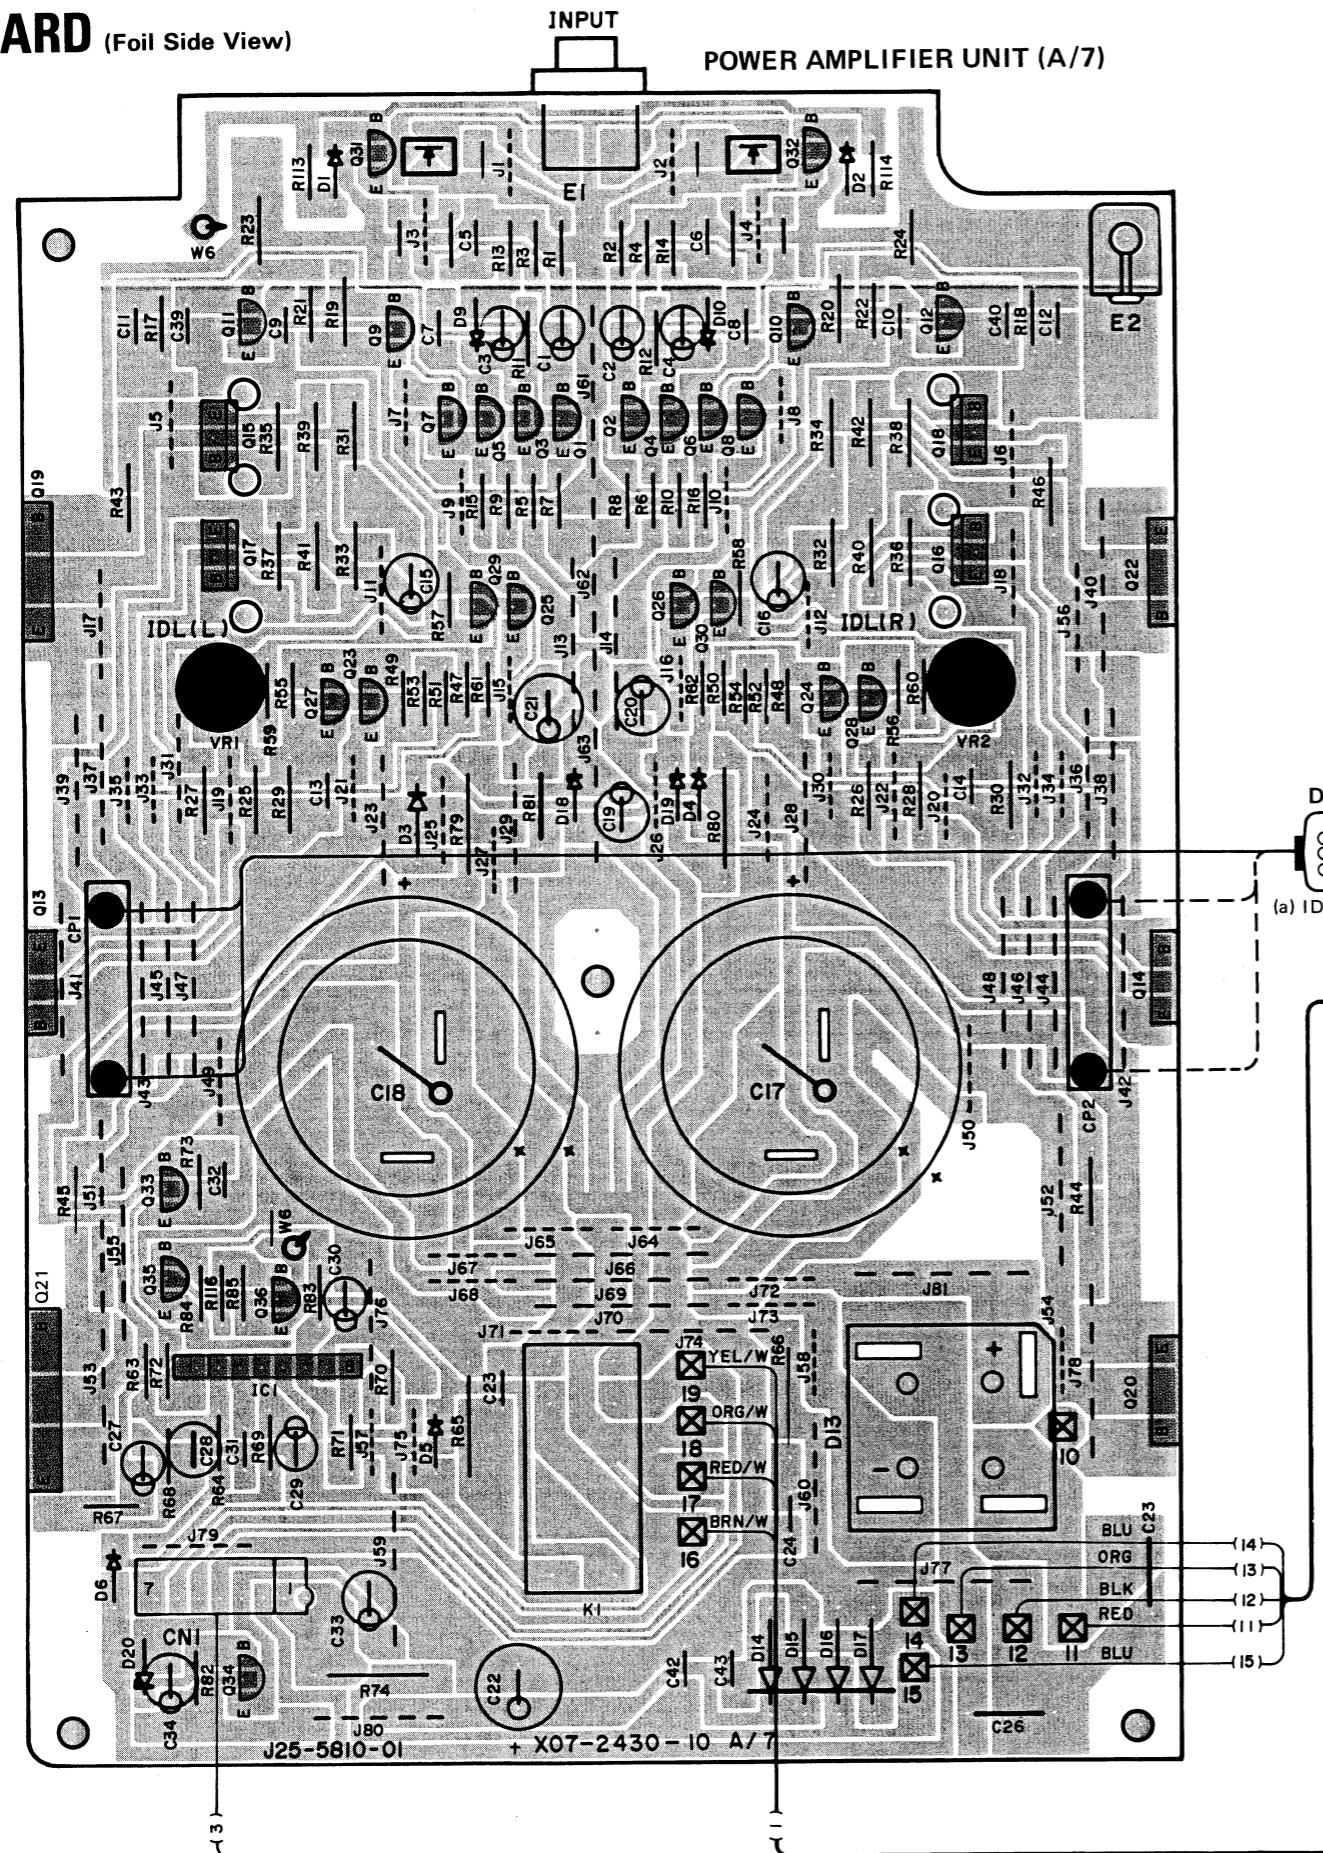 INPUT
ARD (Foil Side View)
POWER AMPLIFIER UNIT (A/7)
B B
R113 D1 Q31 J1 J2 Q32 D2 R114
E E
E1
W6 R23 J3 C5 R13 R3 R1 R2 R4 R14 C6 J4 R24
E2
C11 R17 C39 Q11 B E C9 R21 R19 Q9 B E C7 D9 C3 R11 C1 J61 C2 R12 C4 D10 C8 Q10 B E R20 R22 C10 Q12 B E C40 R18 C12
J5 Q15 R35 R39 R31 J7 Q7 Q5 Q3 Q1 Q2 Q4 Q6 Q8 J8 R34 R42 R38 Q18 J6
B B B B B B B B
E E E E E E E E
Q19 R43 J9 R15 R9 R5 R7 R8 R6 R10 R16 J10 R46
B E
Q17 R37 R41 R33 J11 C15 R57 Q29 Q25 J62 Q26 Q30 R58 C16 J12 R32 R40 R36 Q16 J18 J56 J40 Q22
E B
J17 IDL(L) J13 J14 IDL(R)
VR1 R59 R55 Q27 Q23 R49 R53 R51 R47 R61 J15 C21 J63 C20 J16 R62 R50 R54 R52 R48 Q24 Q28 R56 R60 VR2
J39 J37 J35 J33 J31 R27 J19 R25 R29 C13 J21 J23 D3 J25 R79 J27 J29 R81 D18 C19 J26 D19 D4 R80 J24 J28 J30 R26 J22 R28 J20 C14 R30 J32 J34 J36 J38
D
(a) ID
+ +
Q13 CP1 J41 J45 J47 J48 J46 J44 Q14
E B B E
J43 J49 C18 C17 J50 CP2 J42
R45 J51 Q33 B E R73 C32 J52 R44
J55 W6 C30
J65 J64
J67 J66
J68 J69 J72 J81
J70 J73
J71 J74
Q21 B E Q35 B E R84 R116 R85 Q36 B E R83 J76 J54
J53 R63 R72 IC1 R70 C23 YEL/W R66 J58 + J78 Q20 E B
19
ORG/W
18 D13 10
RED/W
17 -
BRN/W
16 C24 J60
C27 R68 C28 R64 C31 R69 C29 R71 J57 J75 D5 R65
R67 J79 J59
D6 7 1 K1 J77
CN1 C33
D20 C34 R82 Q34 B E R74 C22 C42 C43 D14 D15 D16 D17 14 13 12 11
15 C26
C23
BLU (14)
ORG (13)
BLK (12)
RED (11)
BLU (15)
J80
J25-5810-01 + X07-2430-10 A/7
(3) (1)